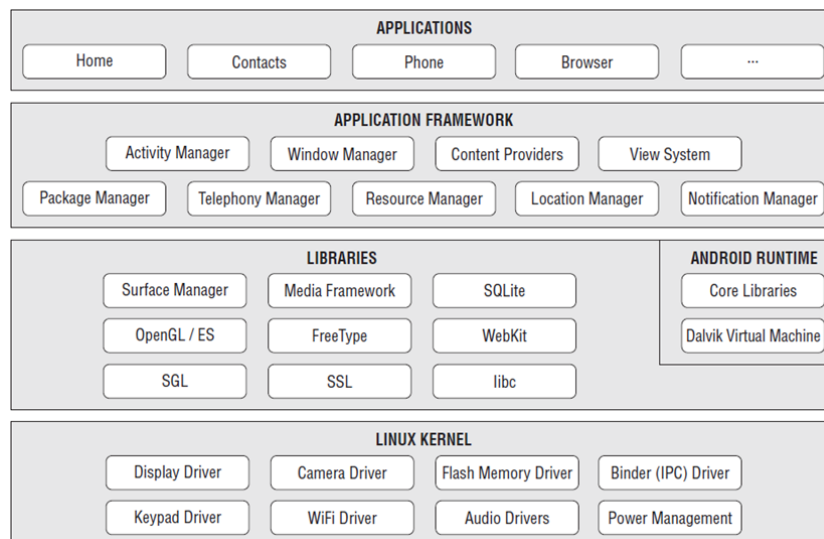 APPLICATIONS
Home Contacts Phone Browser ...
APPLICATION FRAMEWORK
Activity Manager Window Manager Content Providers View System
Package Manager Telephony Manager Resource Manager Location Manager Notification Manager
LIBRARIES
Surface Manager Media Framework SQLite
OpenGL / ES FreeType WebKit
SGL SSL libc
ANDROID RUNTIME
Core Libraries
Dalvik Virtual Machine
LINUX KERNEL
Display Driver Camera Driver Flash Memory Driver Binder (IPC) Driver
Keypad Driver WiFi Driver Audio Drivers Power Management